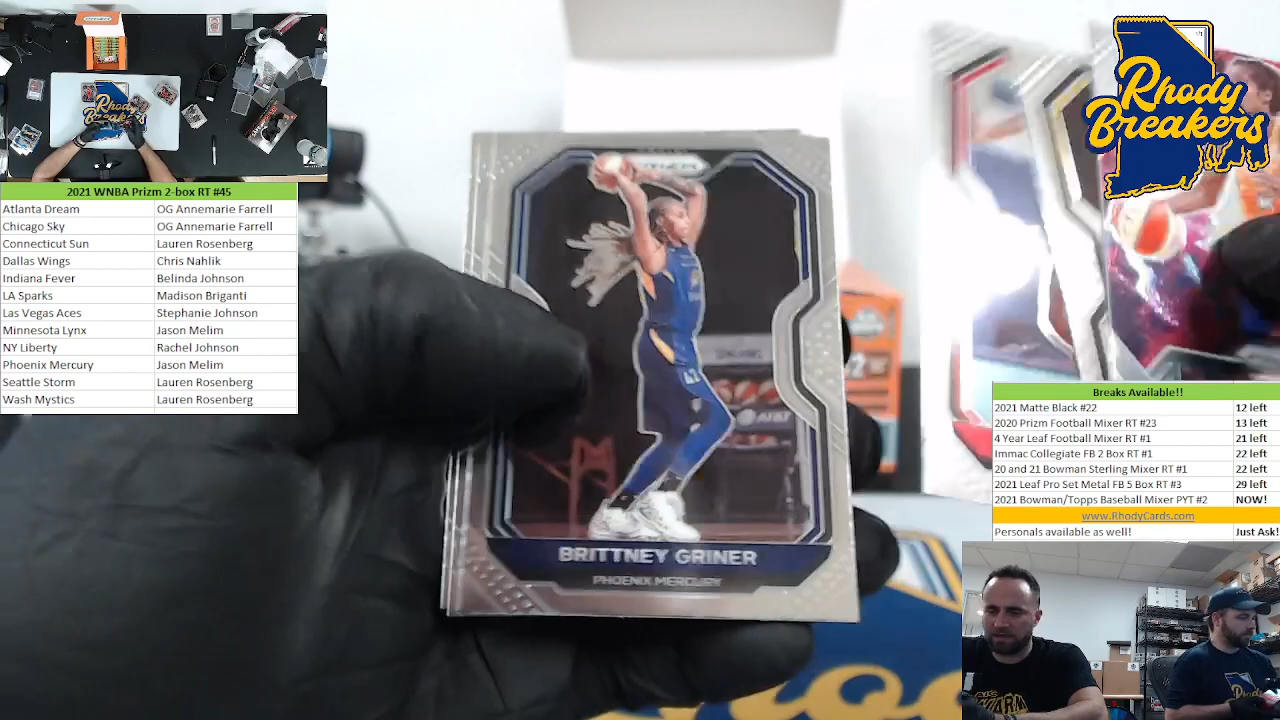 2021 WNBA Prizm 2-box RT #45
Atlanta Dream OG Annemarie Farrell
Chicago Sky OG Annemarie Farrell
Connecticut Sun Lauren Rosenberg
Dallas Wings Chris Nahlik
Indiana Fever Belinda Johnson
LA Sparks Madison Briganti
Las Vegas Aces Stephanie Johnson
Minnesota Lynx Jason Melim
NY Liberty Rachel Johnson
Phoenix Mercury Jason Melim
Seattle Storm Lauren Rosenberg
Wash Mystics Lauren Rosenberg
Rhody
Breakers
42
AT&T
BRITTNEY GRINER
PHOENIX MERCURY
Rhody
Breakers
Breaks Available!!
2021 Matte Black #22 12 left
2020 Prizm Football Mixer RT #23 13 left
4 Year Leaf Football Mixer RT #1 21 left
Immac Collegiate FB 2 Box RT #1 22 left
20 and 21 Bowman Sterling Mixer RT #1 22 left
2021 Leaf Pro Set Metal FB 5 Box RT #3 29 left
2021 Bowman/Topps Baseball Mixer PYT #2 NOW!
www.RhodyCards.com
Personals available as well! Just Ask!